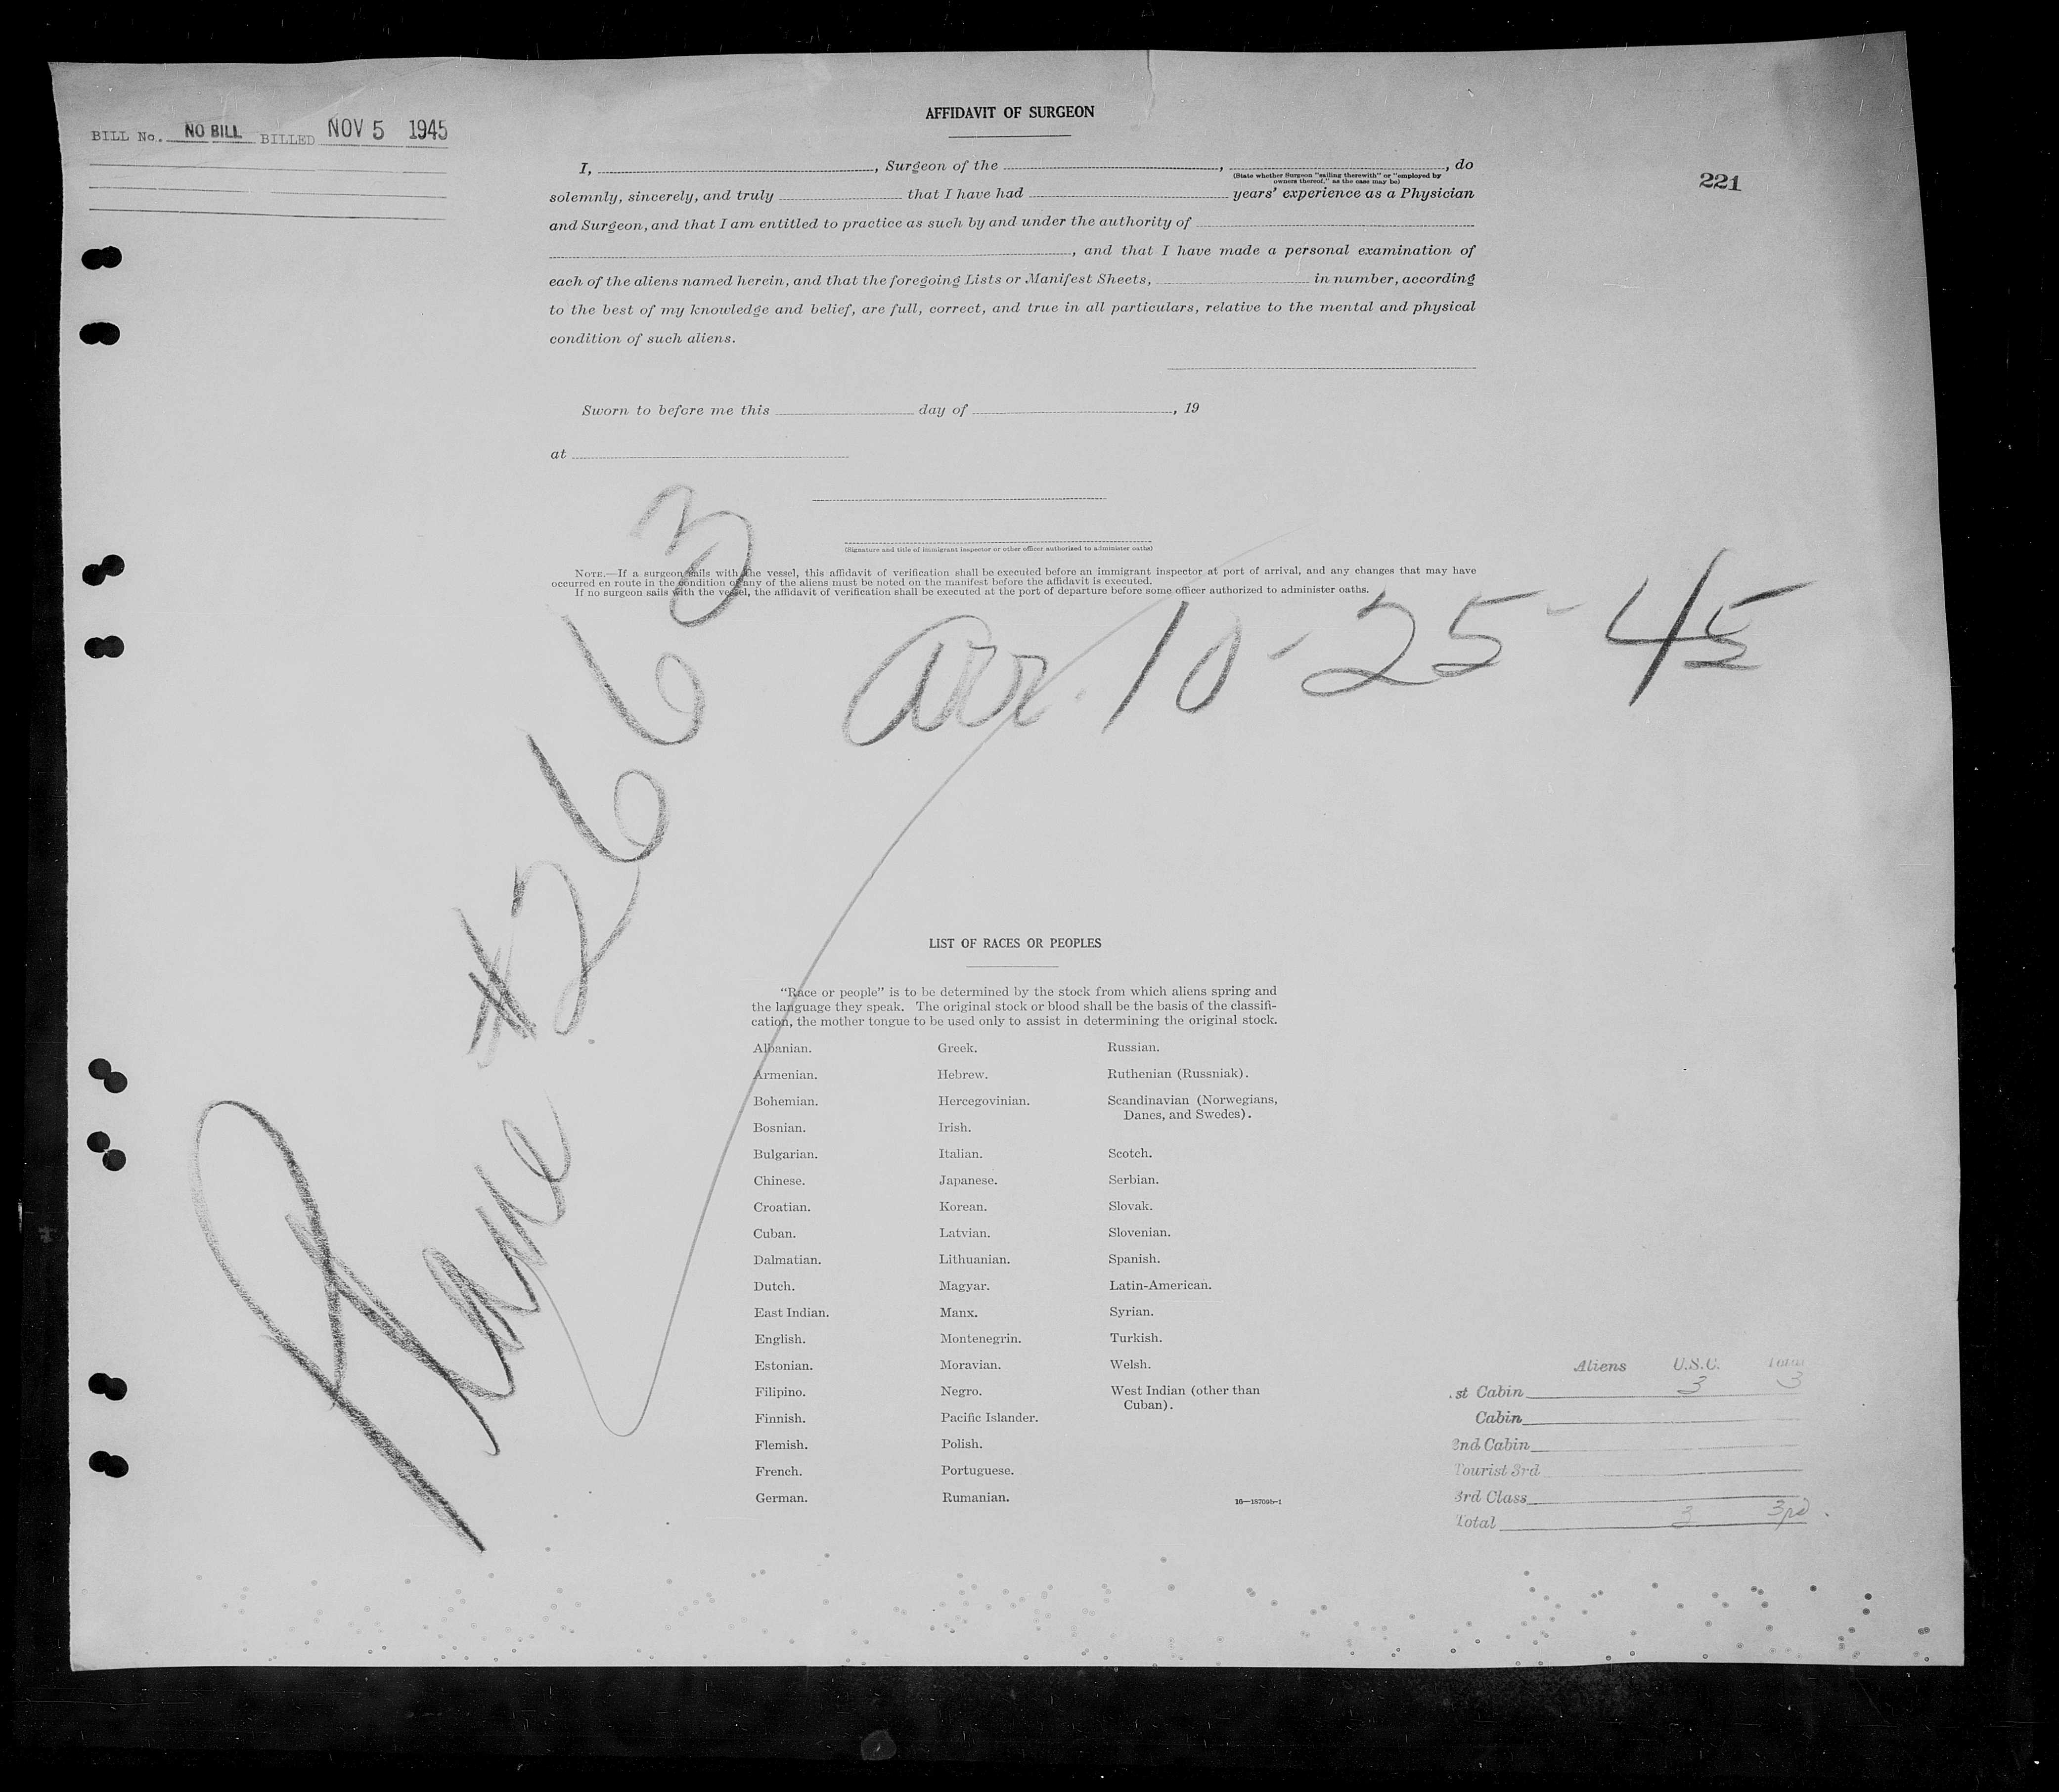 BILL No. NO BILL BILLED NOV 5 1945
AFFIDAVIT OF SURGEON
221
I, , Surgeon of the , , do
(State whether Surgeon "sailing therewith" or "employed by
owners thereof," as the case may be)
solemnly, sincerely, and truly that I have had years' experience as a Physician
and Surgeon, and that I am entitled to practice as such by and under the authority of
, and that I have made a personal examination of
each of the aliens named herein, and that the foregoing Lists or Manifest Sheets, in number, according
to the best of my knowledge and belief, are full, correct, and true in all particulars, relative to the mental and physical
condition of such aliens.
Sworn to before me this day of , 19
at
(Signature and title of immigrant inspector or other officer authorized to administer oaths)
NOTE.—If a surgeon sails with the vessel, this affidavit of verification shall be executed before an immigrant inspector at port of arrival, and any changes that may have
occurred en route in the condition of any of the aliens must be noted on the manifest before the affidavit is executed.
If no surgeon sails with the vessel, the affidavit of verification shall be executed at the port of departure before some officer authorized to administer oaths.
arr. 10-25-45
Plane #2663
LIST OF RACES OR PEOPLES
"Race or people" is to be determined by the stock from which aliens spring and
the language they speak. The original stock or blood shall be the basis of the classifi-
cation, the mother tongue to be used only to assist in determining the original stock.
Albanian. Greek. Russian.
Armenian. Hebrew. Ruthenian (Russniak).
Bohemian. Hercegovinian. Scandinavian (Norwegians,
Danes, and Swedes).
Bosnian. Irish.
Bulgarian. Italian. Scotch.
Chinese. Japanese. Serbian.
Croatian. Korean. Slovak.
Cuban. Latvian. Slovenian.
Dalmatian. Lithuanian. Spanish.
Dutch. Magyar. Latin-American.
East Indian. Manx. Syrian.
English. Montenegrin. Turkish.
Estonian. Moravian. Welsh.
Filipino. Negro. West Indian (other than
Cuban).
Finnish. Pacific Islander.
Flemish. Polish.
French. Portuguese.
German. Rumanian. 16—18709b-1
Aliens U.S.C. Total
st Cabin 3 3
Cabin
2nd Cabin
Tourist 3rd
3rd Class
Total 3